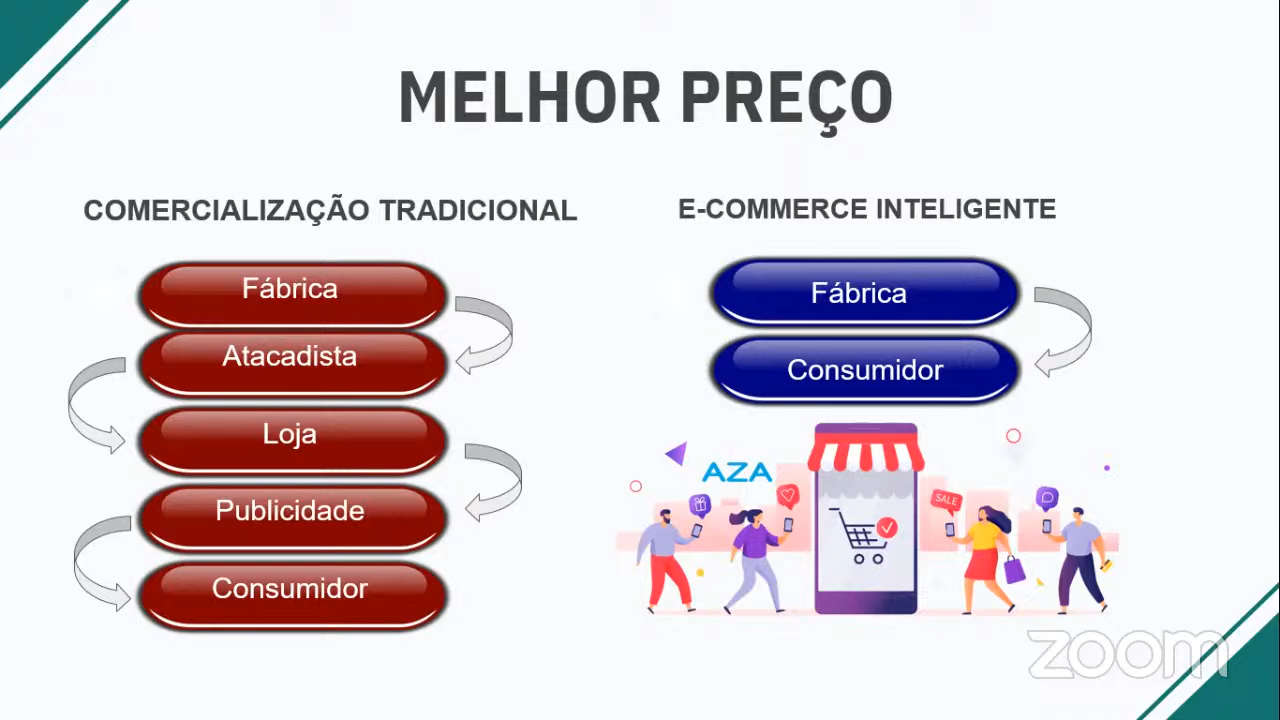 MELHOR PREÇO
COMERCIALIZAÇÃO TRADICIONAL
Fábrica
Atacadista
Loja
Publicidade
Consumidor
E-COMMERCE INTELIGENTE
Fábrica
Consumidor
AZA
SALE
zoom